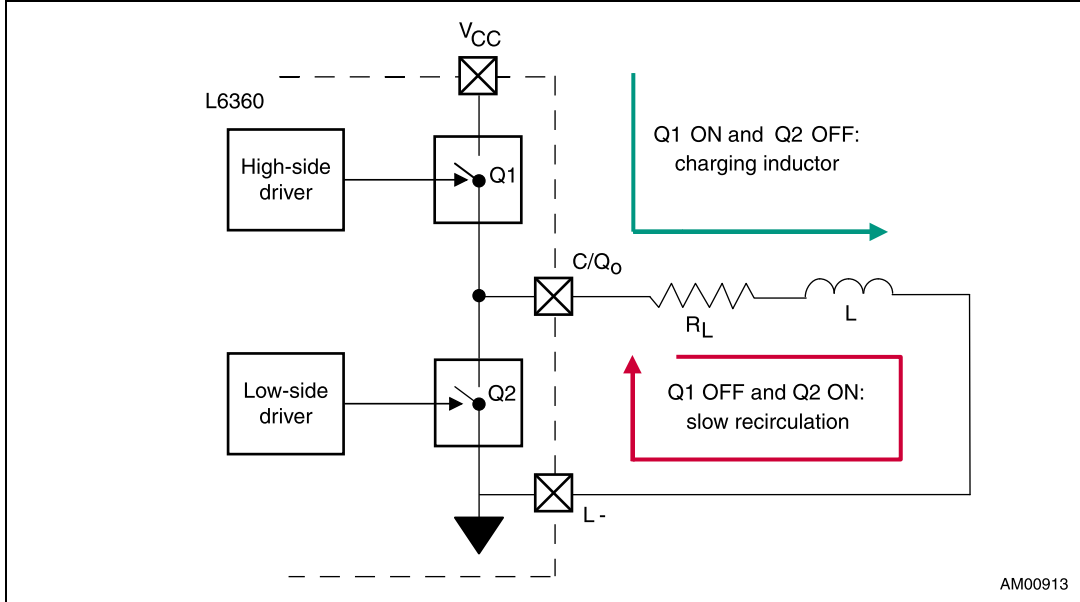 VCC
L6360
High-side
driver
Q1
Q1 ON and Q2 OFF:
charging inductor
C/Qo
RL
L
Low-side
driver
Q2
Q1 OFF and Q2 ON:
slow recirculation
L -
AM00913